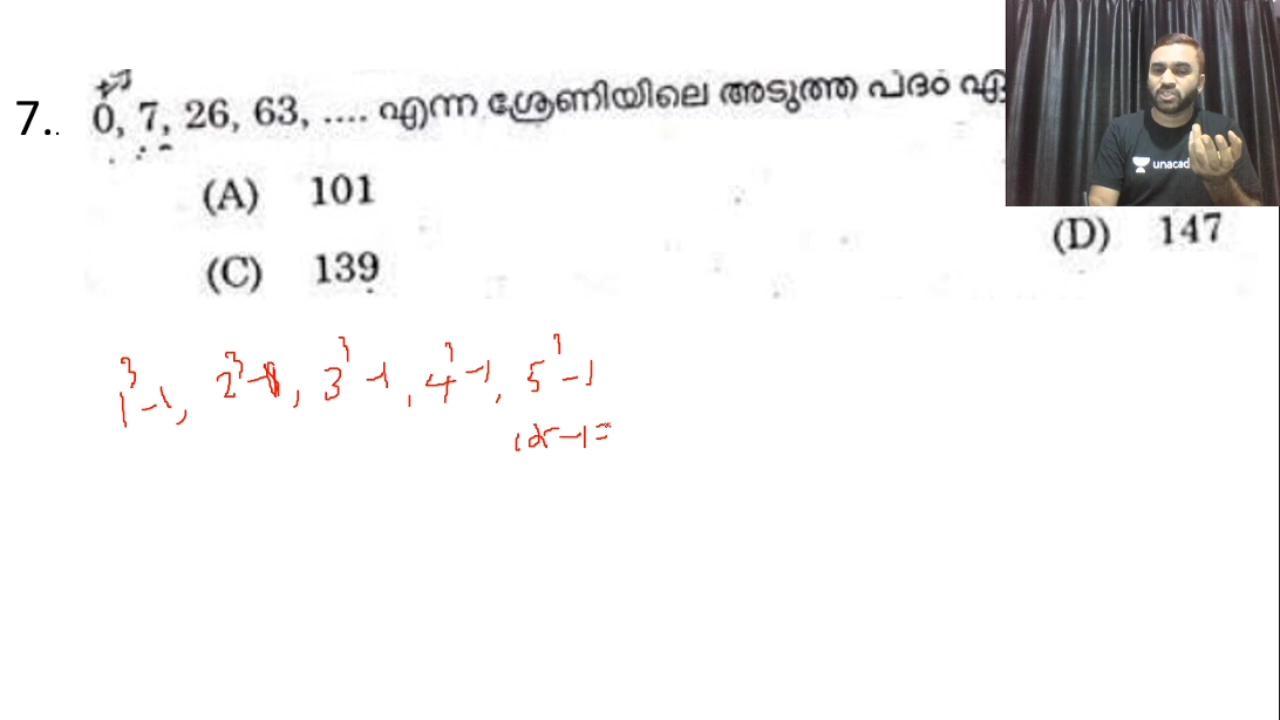 7.. 0, 7, 26, 63, .... എന്ന ശ്രേണിയിലെ അടുത്ത പദം
unacad
(A) 101
(D) 147
(C) 139
1³-1, 2³-1, 3³-1, 4³-1, 5³-1
125-1=